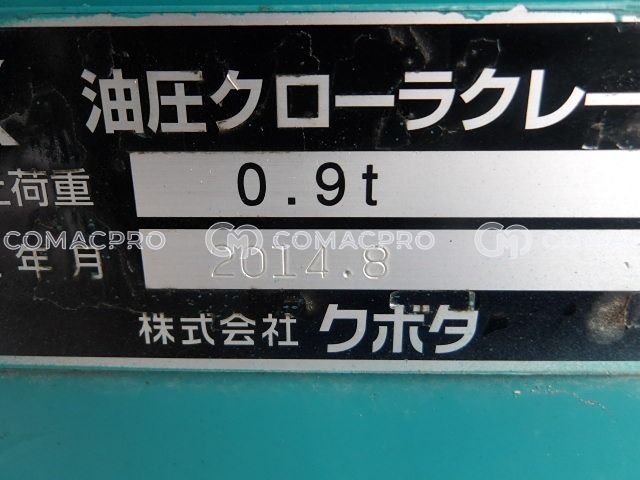 油圧クローラクレー
荷重 0.9t
年月 2014.8
COMACPRO COMACPRO
株式会社 クボタ